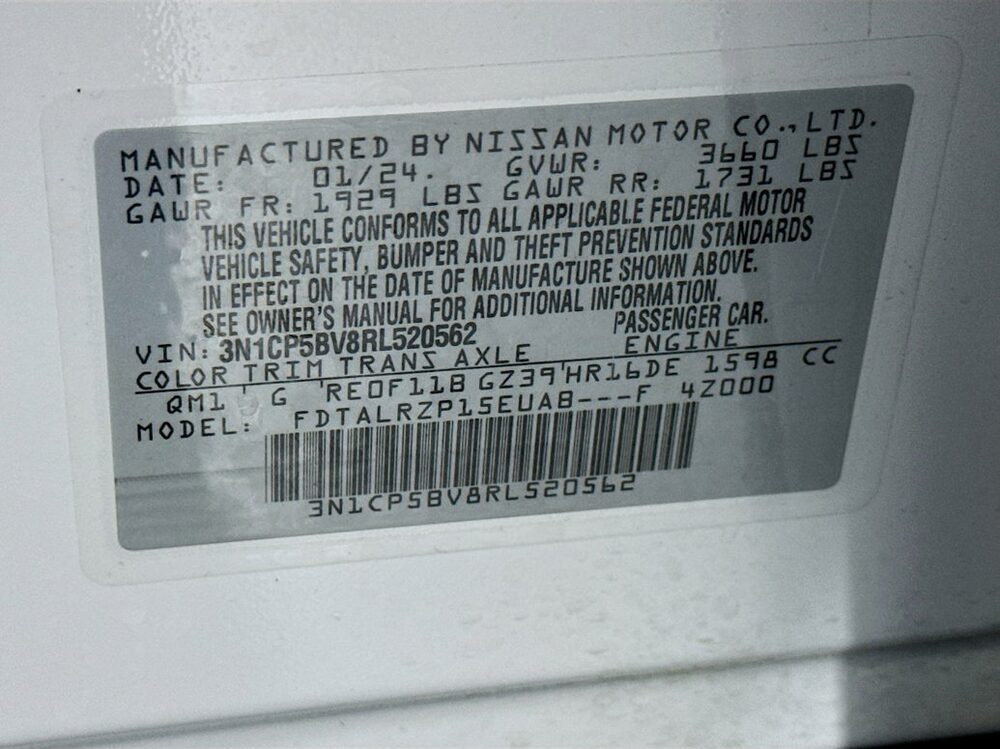 MANUFACTURED BY NISSAN MOTOR CO., LTD.
DATE: 01/24. GVWR: 3660 LBS
GAWR FR: 1929 LBS GAWR RR: 1731 LBS
THIS VEHICLE CONFORMS TO ALL APPLICABLE FEDERAL MOTOR
VEHICLE SAFETY, BUMPER AND THEFT PREVENTION STANDARDS
IN EFFECT ON THE DATE OF MANUFACTURE SHOWN ABOVE.
SEE OWNER'S MANUAL FOR ADDITIONAL INFORMATION.
VIN: 3N1CP5BV8RL520562 PASSENGER CAR.
COLOR TRIM TRANS AXLE ENGINE
QM1 ' G 'RE0F11B GZ39'HR16DE 1598 CC
MODEL: FDTALRZP15EUA8---F 4Z000
3N1CP5BV8RL520562